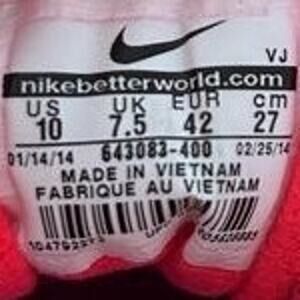 VJ
nikebetterworld.com
US UK EUR cm
10 7.5 42 27
01/14/14 643083-400 02/25/14
MADE IN VIETNAM
FABRIQUE AU VIETNAM